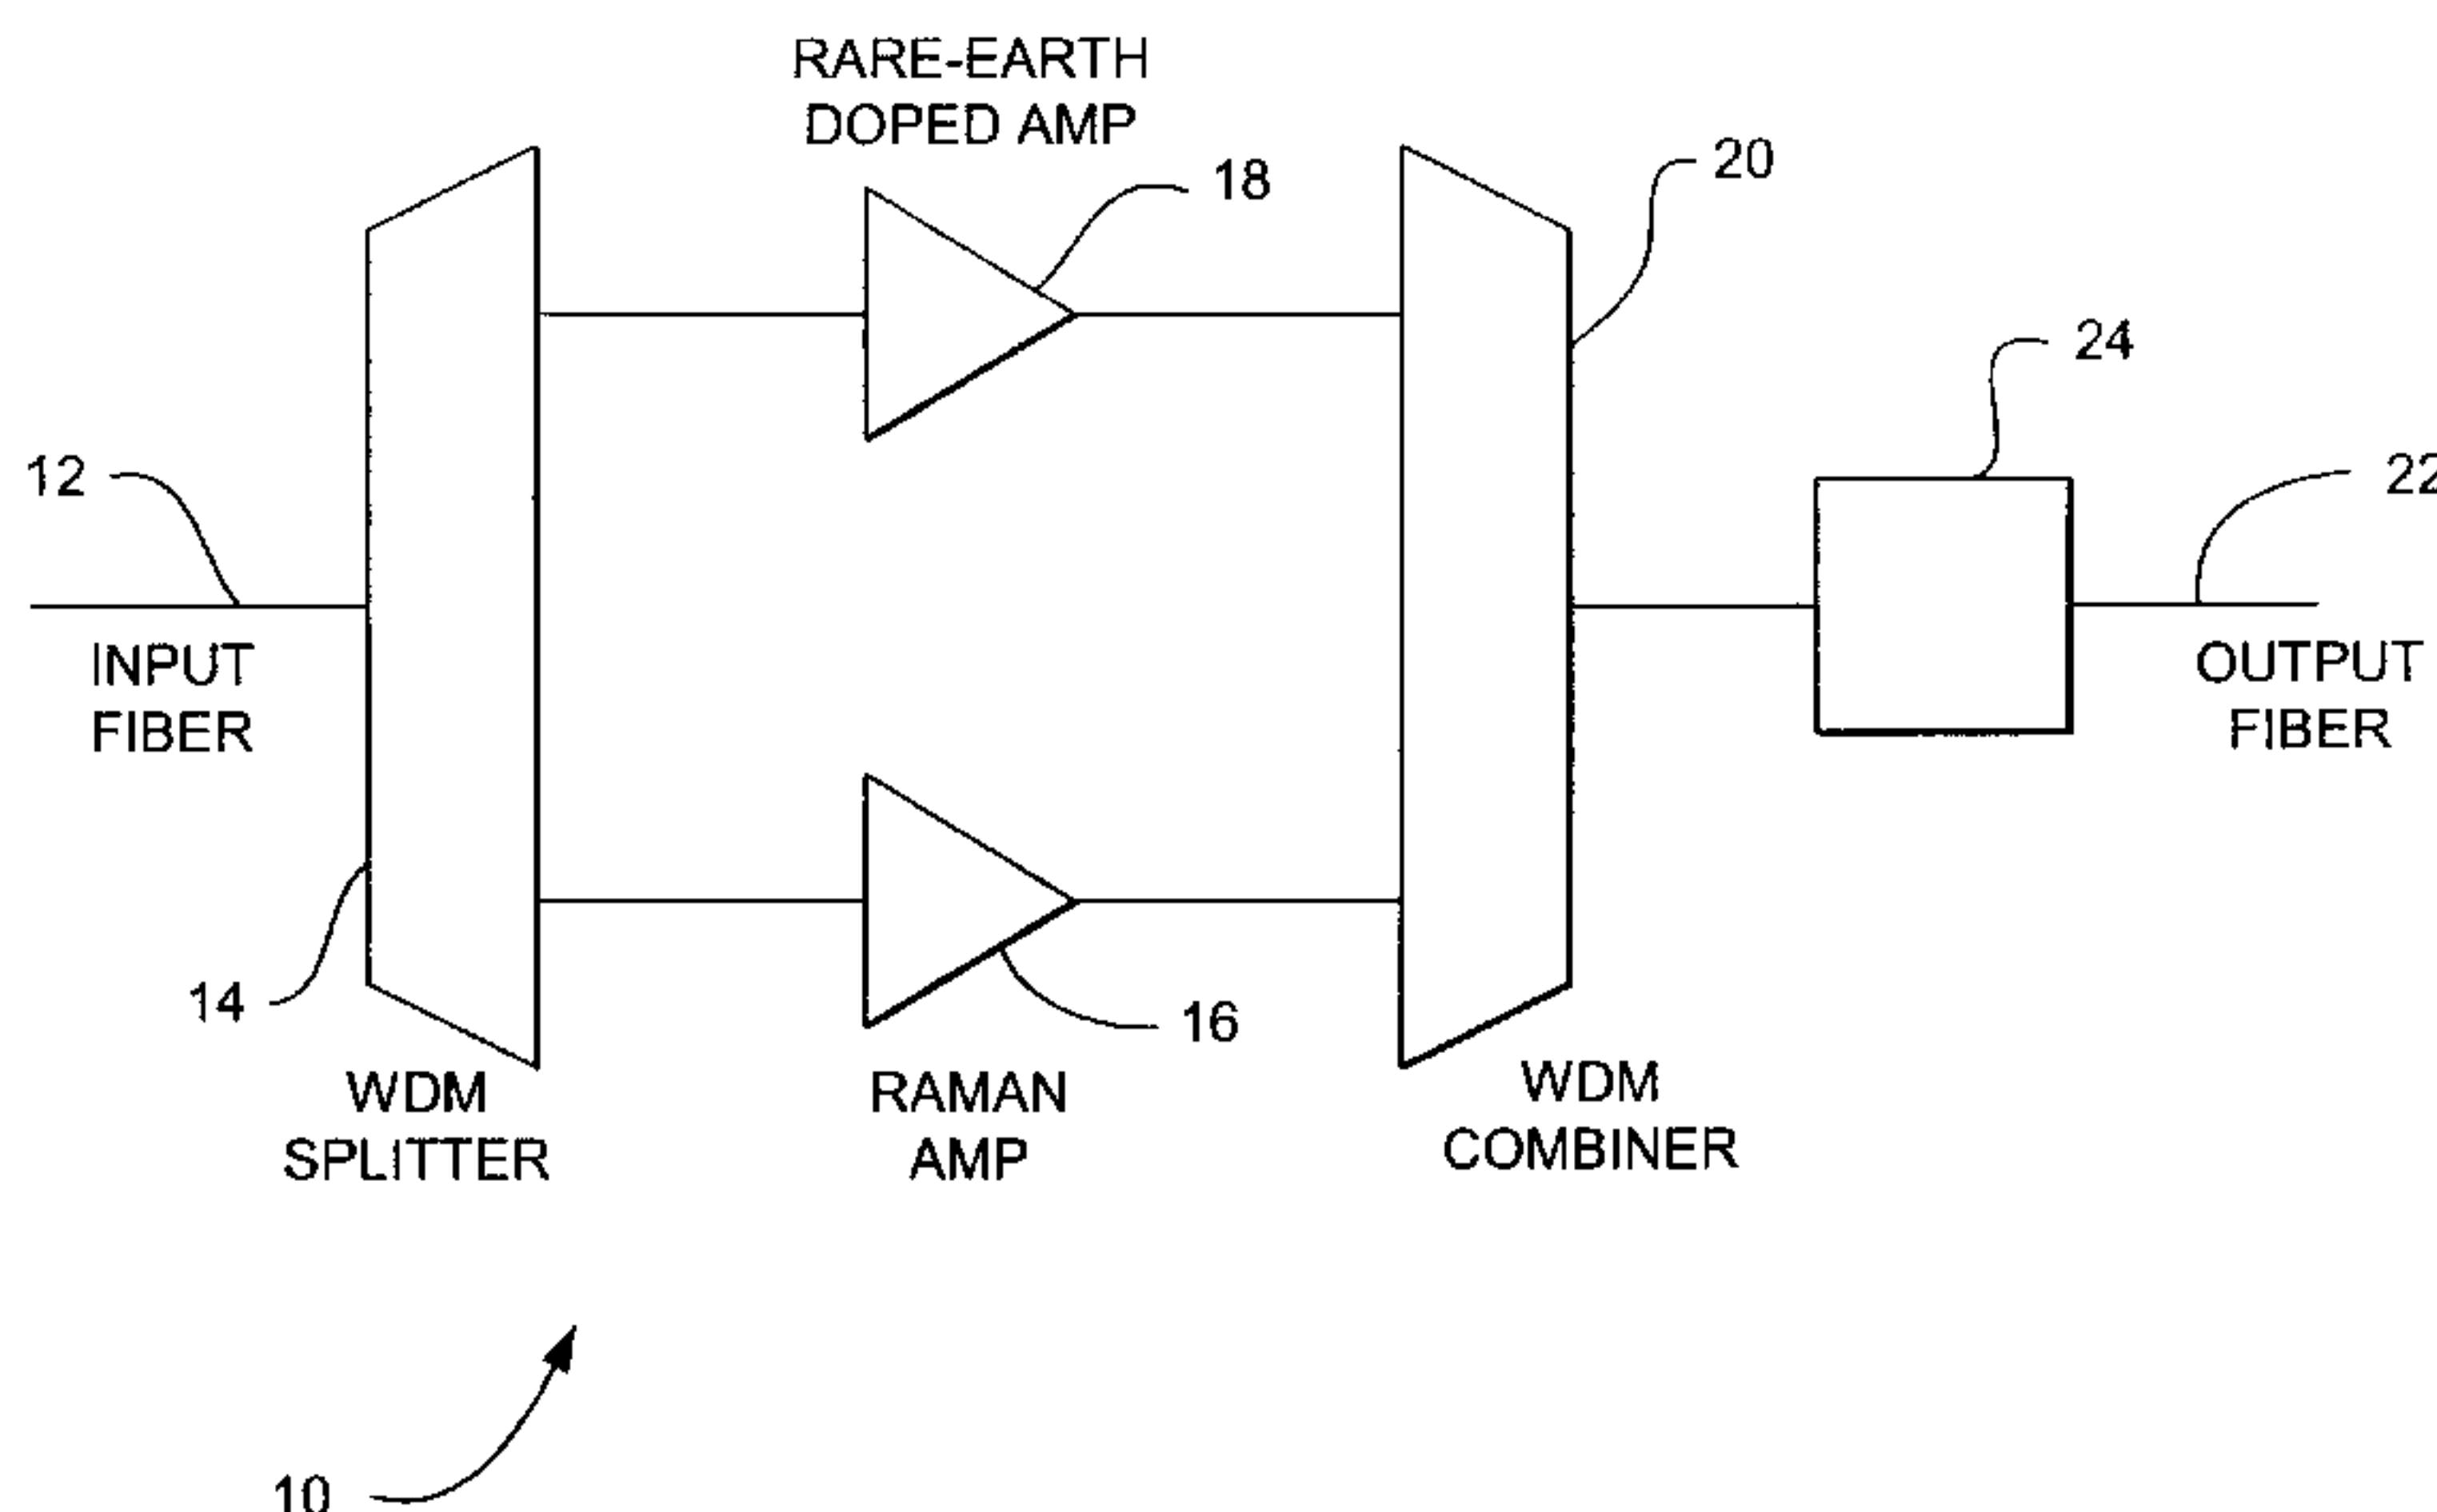 RARE-EARTH
DOPED AMP
18
20
24
12
22
INPUT
FIBER
OUTPUT
FIBER
14
16
WDM
SPLITTER
RAMAN
AMP
WDM
COMBINER
10